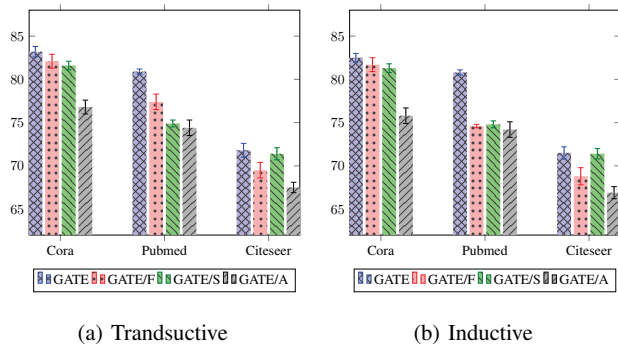 85
80
75
70
65
Cora
Pubmed
Citeseer
GATE GATE/F GATE/S GATE/A
(a) Trandsuctive
85
80
75
70
65
Cora
Pubmed
Citeseer
GATE GATE/F GATE/S GATE/A
(b) Inductive